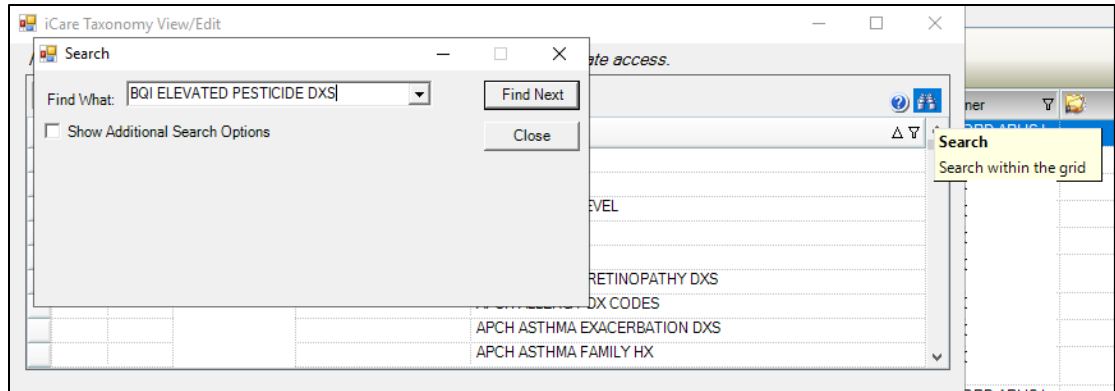 iCare Taxonomy View/Edit
Search
ate access.
Find What: BQI ELEVATED PESTICIDE DXS
Find Next
Show Additional Search Options
Close
ner
Search
Search within the grid
EVEL
RETINOPATHY DXS
DX CODES
APCH ASTHMA EXACERBATION DXS
APCH ASTHMA FAMILY HX